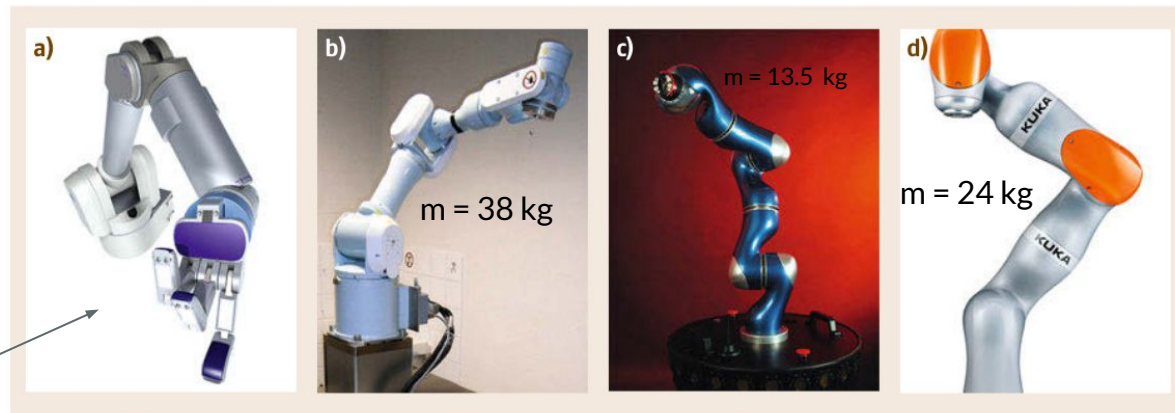 a)
b)
m = 38 kg
c)
m = 13.5 kg
d)
KUKA
m = 24 kg
KUKA